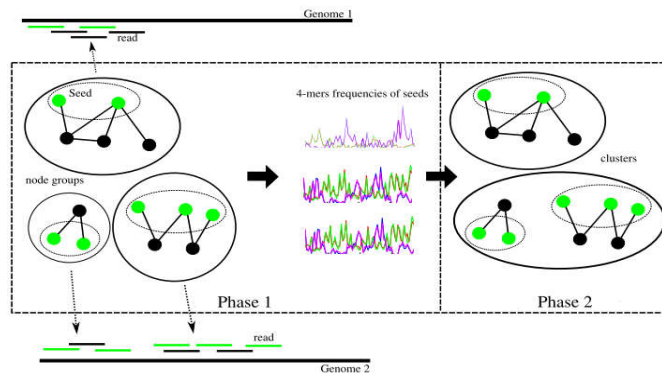 Genome 1
read
Seed
4-mers frequencies of seeds
node groups
clusters
Phase 1
Phase 2
read
Genome 2